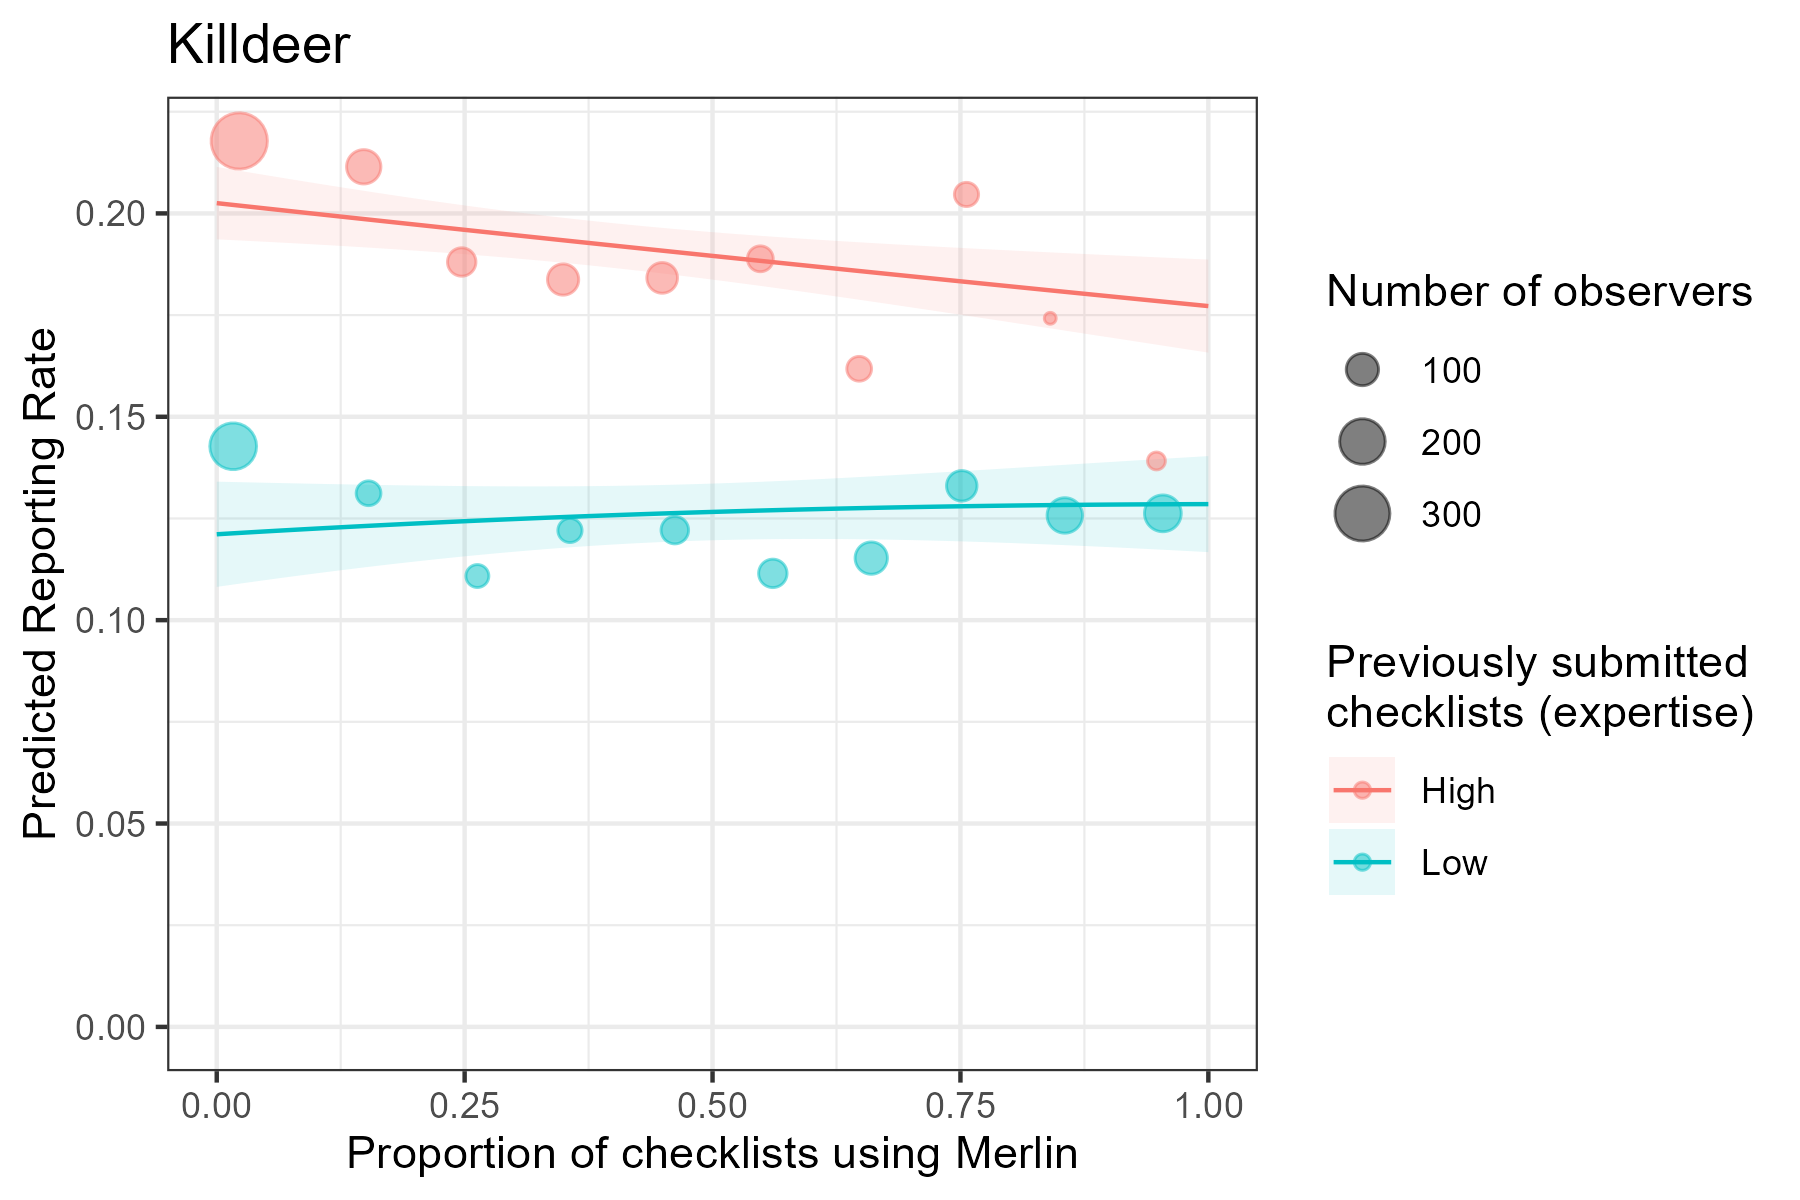 Killdeer
Predicted Reporting Rate
0.20
0.15
0.10
0.05
0.00
0.00 0.25 0.50 0.75 1.00
Proportion of checklists using Merlin
Number of observers
100
200
300
Previously submitted
checklists (expertise)
High
Low